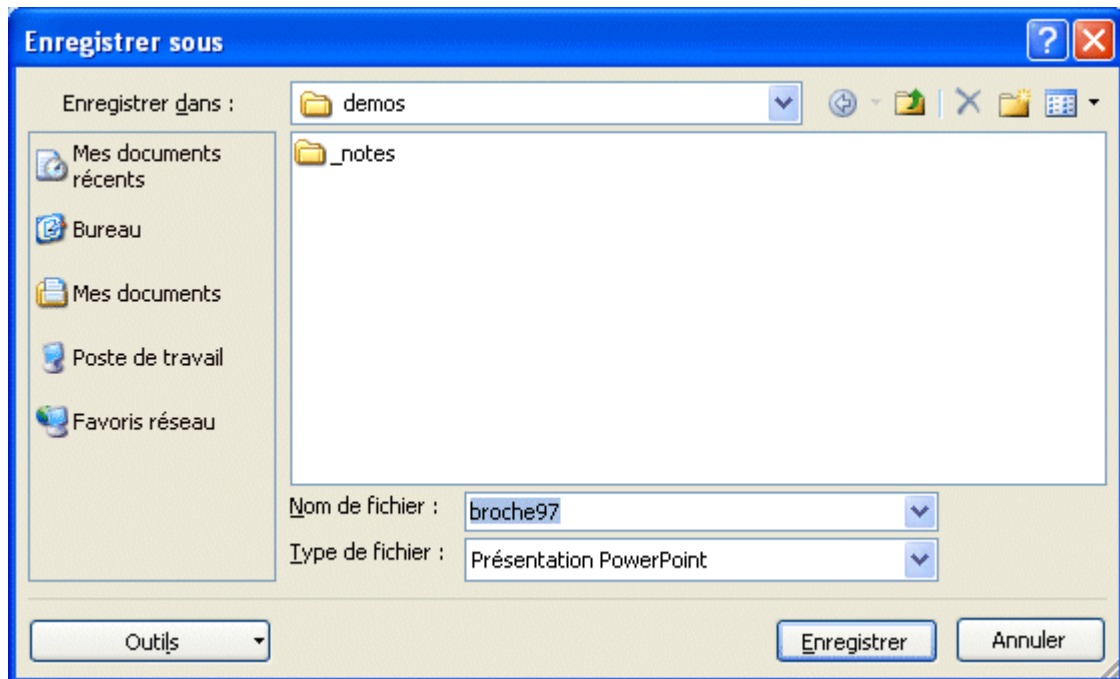 Enregistrer sous
Enregistrer dans :
demos
Mes documents
récents
Bureau
Mes documents
Poste de travail
Favoris réseau
_notes
Nom de fichier :
broche97
Type de fichier :
Présentation PowerPoint
Outils
Enregistrer
Annuler